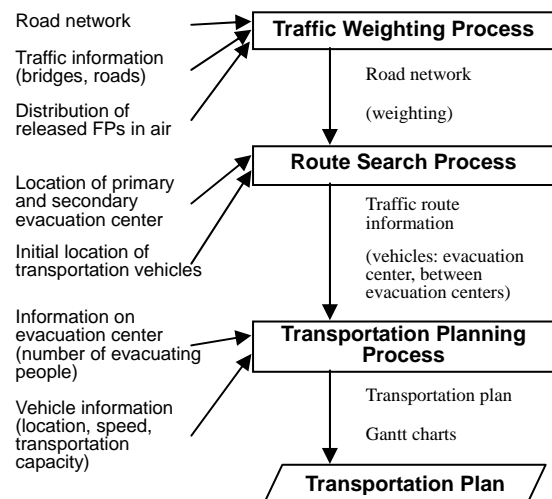 Road network
Traffic Weighting Process
Traffic information
(bridges, roads)
Road network
(weighting)
Distribution of
released FPs in air
Route Search Process
Location of primary
and secondary
evacuation center
Traffic route
information
Initial location of
transportation vehicles
(vehicles: evacuation
center, between
evacuation centers)
Information on
evacuation center
(number of evacuating
people)
Transportation Planning
Process
Vehicle information
(location, speed,
transportation
capacity)
Transportation plan
Gantt charts
Transportation Plan